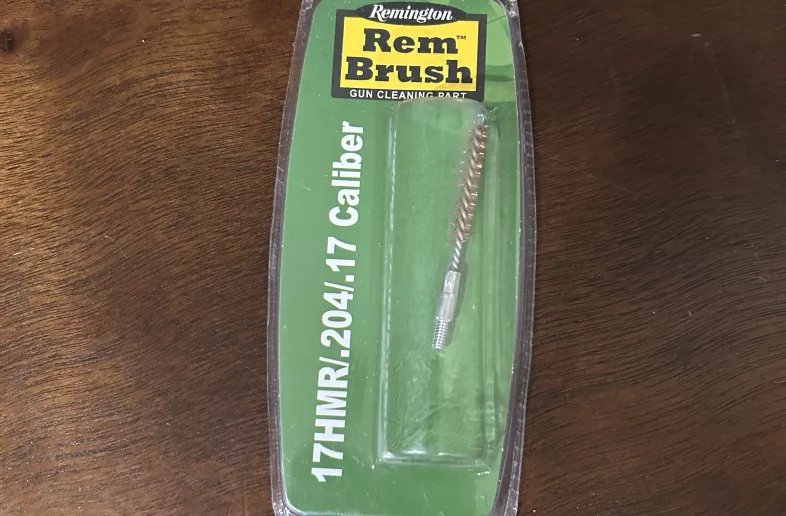 Remington
Rem™
Brush
GUN CLEANING PART
17HMR/.204/.17 Caliber